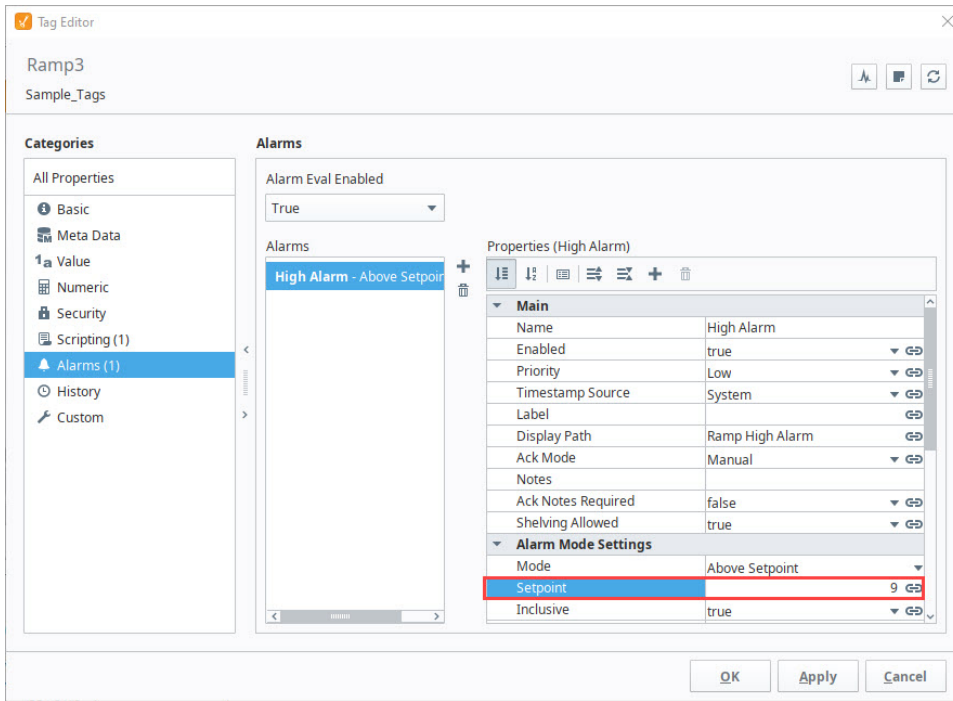 Tag Editor
Ramp3
Sample_Tags
Categories
All Properties
Basic
Meta Data
Value
Numeric
Security
Scripting (1)
Alarms (1)
History
Custom
Alarms
Alarm Eval Enabled
True
Alarms
High Alarm - Above Setpoin
Properties (High Alarm)
Main
Name High Alarm
Enabled true
Priority Low
Timestamp Source System
Label
Display Path Ramp High Alarm
Ack Mode Manual
Notes
Ack Notes Required false
Shelving Allowed true
Alarm Mode Settings
Mode Above Setpoint
Setpoint 9
Inclusive true
OK Apply Cancel